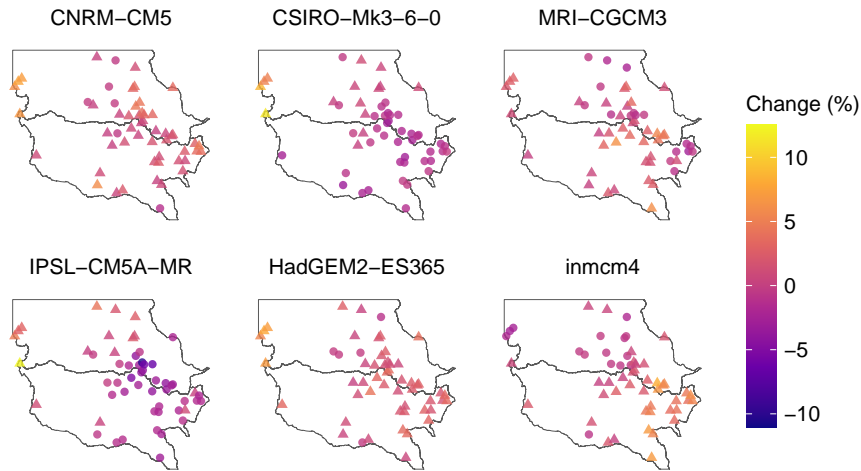 CNRM−CM5
CSIRO−Mk3−6−0
MRI−CGCM3
Change (%)
10
5
0
−5
−10
IPSL−CM5A−MR
HadGEM2−ES365
inmcm4